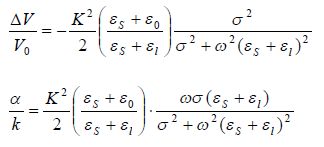 ΔV/V₀ = −K²/2 (ε_S + ε₀ / ε_S + ε_l) σ² / σ² + ω²(ε_S + ε_l)²
α/k = K²/2 (ε_S + ε₀ / ε_S + ε_l) · ωσ(ε_S + ε_l) / σ² + ω²(ε_S + ε_l)²